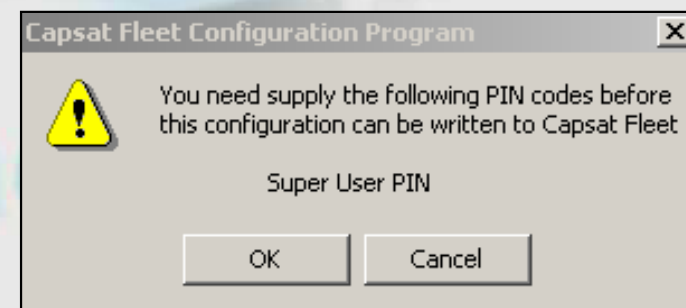 Capsat Fleet Configuration Program
You need supply the following PIN codes before
this configuration can be written to Capsat Fleet
Super User PIN
OK Cancel